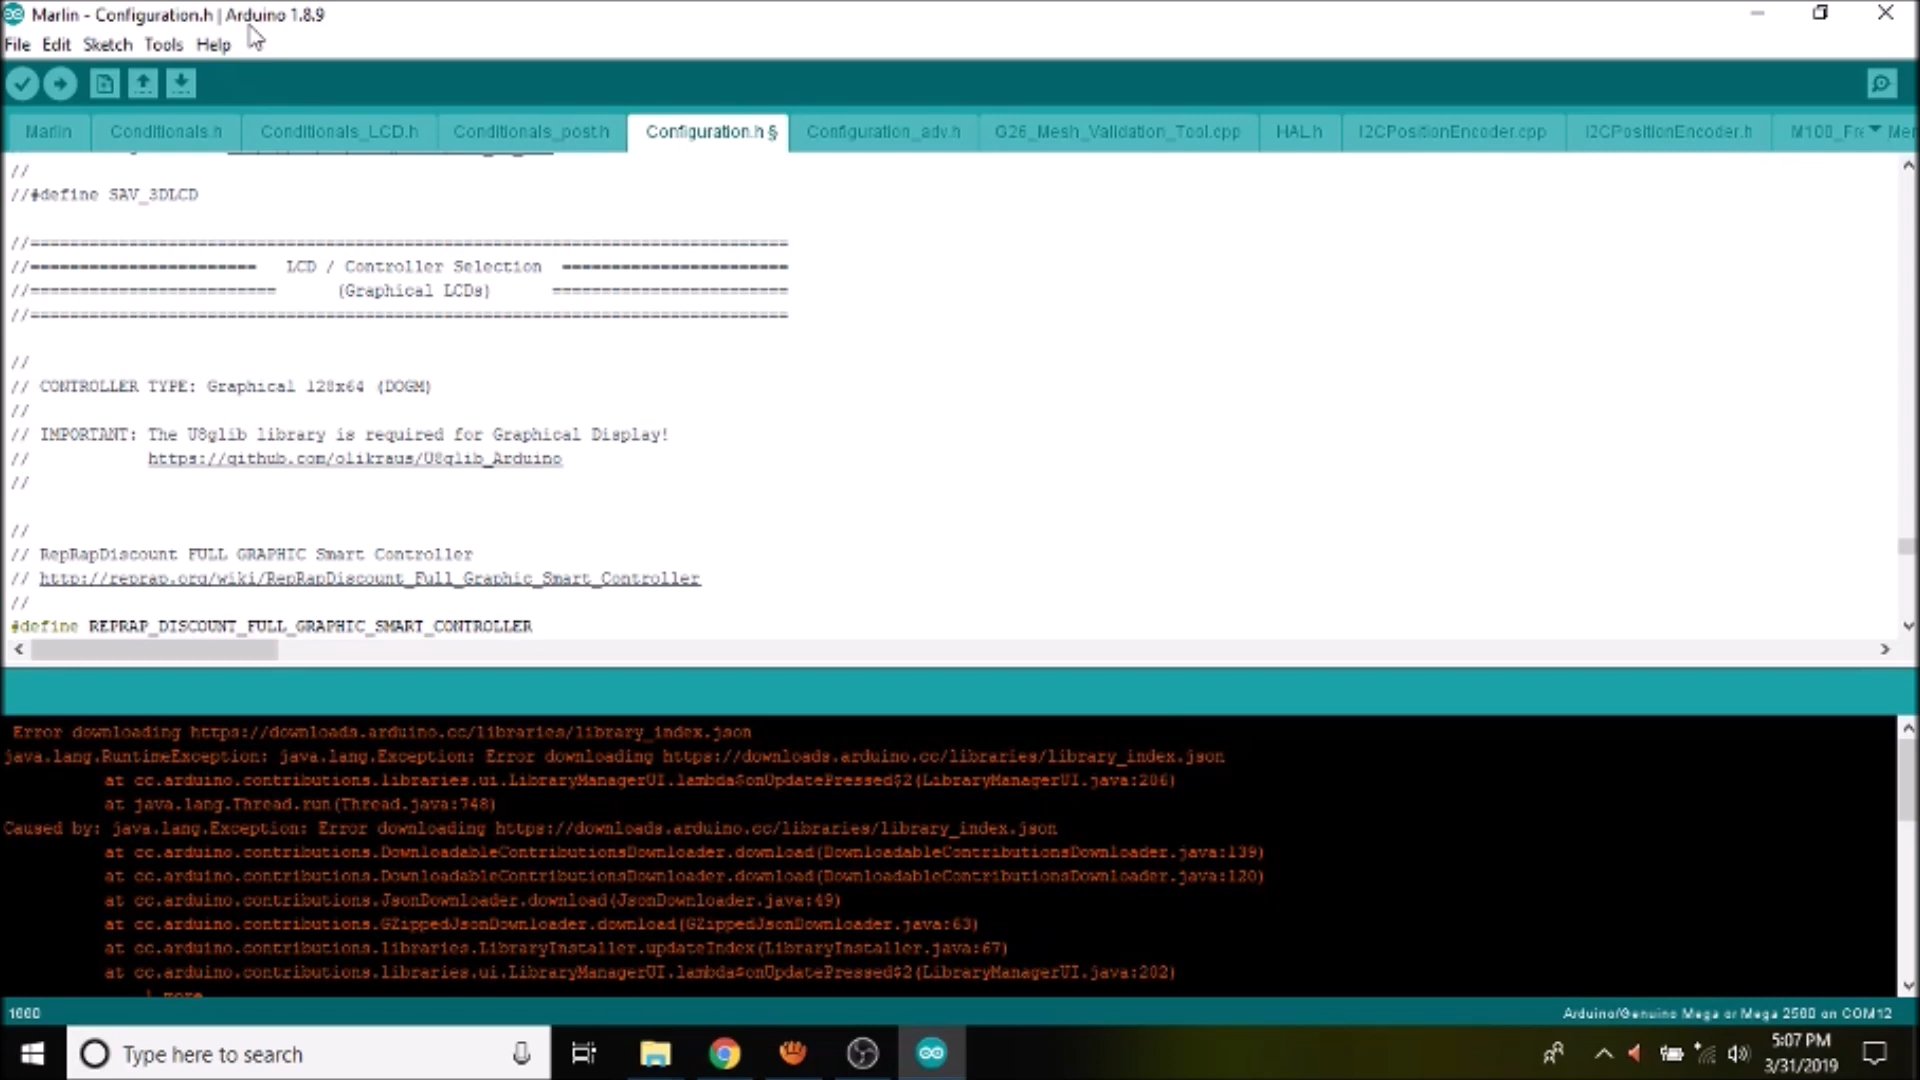 Marlin - Configuration.h | Arduino 1.8.9
File Edit Sketch Tools Help
Marlin Conditionals.h Conditionals_LCD.h Conditionals_post.h Configuration.h § Configuration_adv.h G26_Mesh_Validation_Tool.cpp HAL.h I2CPositionEncoder.cpp I2CPositionEncoder.h M100_Fre Mer
//
//#define SAV_3DLCD
//=============================================================================
//======================= LCD / Controller Selection =======================
//========================= (Graphical LCDs) ========================
//=============================================================================
//
// CONTROLLER TYPE: Graphical 128x64 (DOGM)
//
// IMPORTANT: The U8glib library is required for Graphical Display!
// https://github.com/olikraus/U8glib_Arduino
//
//
// RepRapDiscount FULL GRAPHIC Smart Controller
// http://reprap.org/wiki/RepRapDiscount_Full_Graphic_Smart_Controller
//
#define REPRAP_DISCOUNT_FULL_GRAPHIC_SMART_CONTROLLER
Error downloading https://downloads.arduino.cc/libraries/library_index.json
java.lang.RuntimeException: java.lang.Exception: Error downloading https://downloads.arduino.cc/libraries/library_index.json
at cc.arduino.contributions.libraries.ui.LibraryManagerUI.lambda$onUpdatePressed$2(LibraryManagerUI.java:206)
at java.lang.Thread.run(Thread.java:748)
Caused by: java.lang.Exception: Error downloading https://downloads.arduino.cc/libraries/library_index.json
at cc.arduino.contributions.DownloadableContributionsDownloader.download(DownloadableContributionsDownloader.java:139)
at cc.arduino.contributions.DownloadableContributionsDownloader.download(DownloadableContributionsDownloader.java:120)
at cc.arduino.contributions.JsonDownloader.download(JsonDownloader.java:49)
at cc.arduino.contributions.GZippedJsonDownloader.download(GZippedJsonDownloader.java:63)
at cc.arduino.contributions.libraries.LibraryInstaller.updateIndex(LibraryInstaller.java:67)
at cc.arduino.contributions.libraries.ui.LibraryManagerUI.lambda$onUpdatePressed$2(LibraryManagerUI.java:202)
more
Arduino/Genuino Mega or Mega 2560 on COM12
Type here to search
5:07 PM
3/31/2019